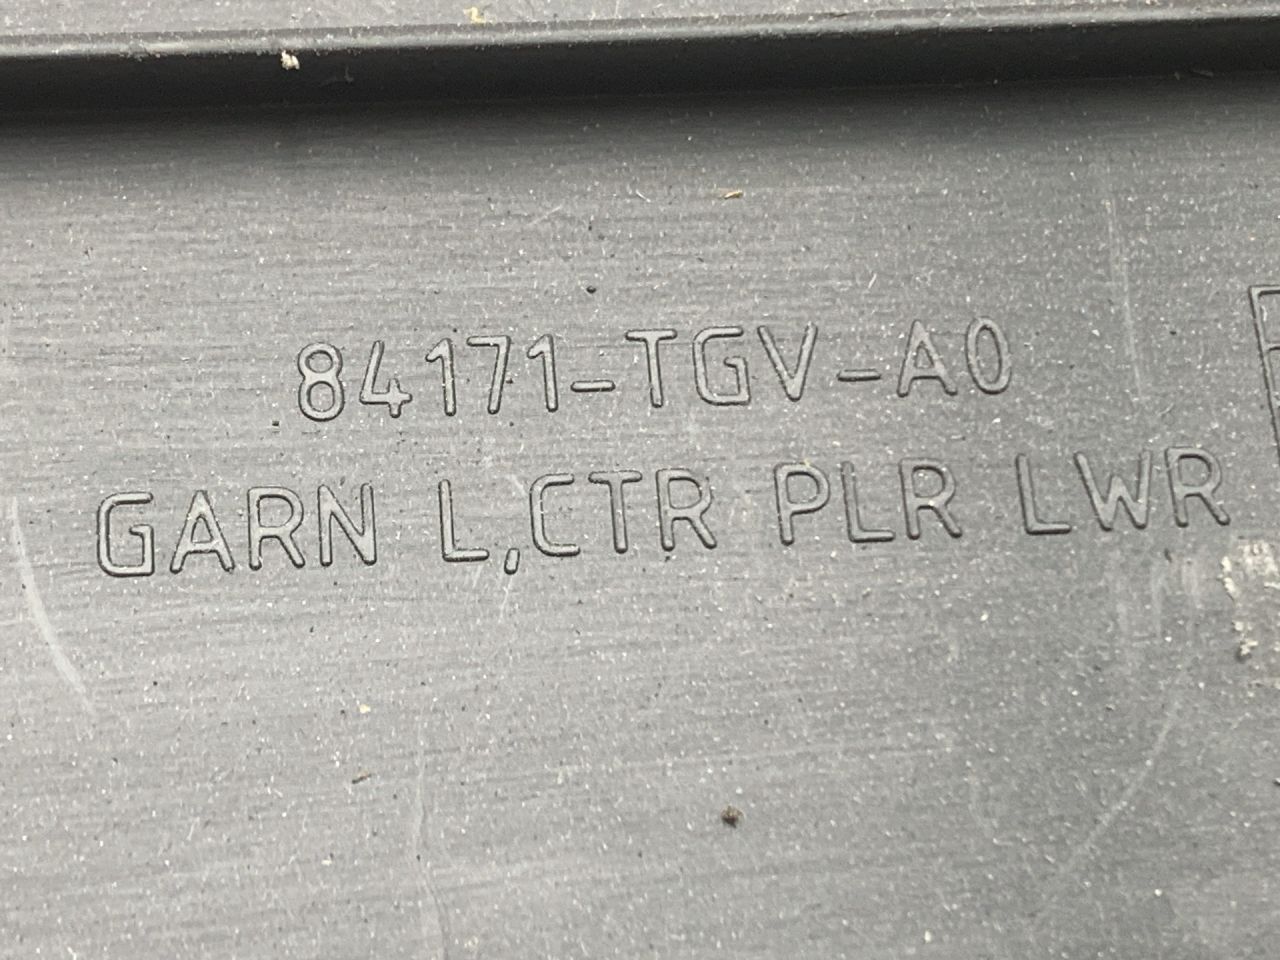 84171-TGV-A0
GARN L,CTR PLR LWR